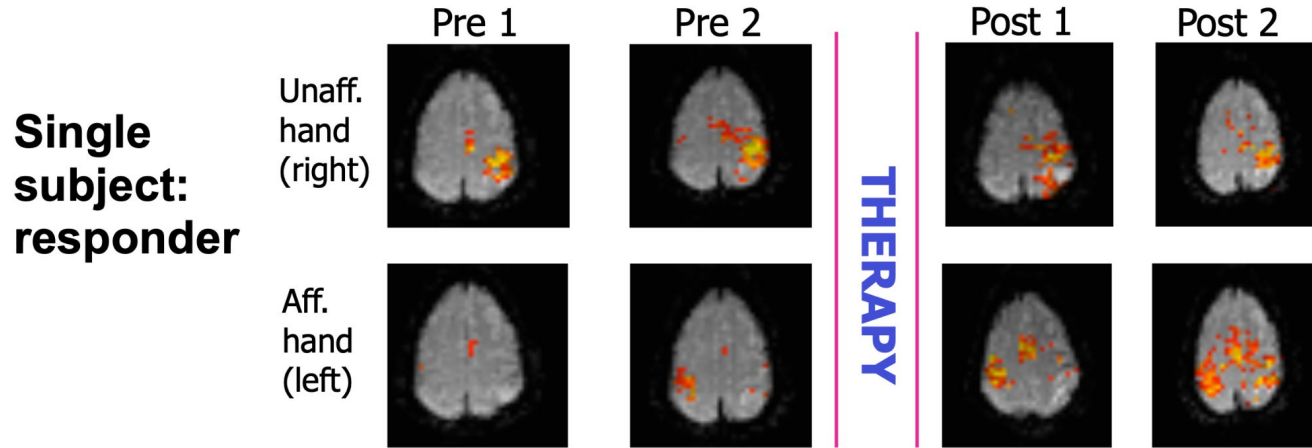 Pre 1
Pre 2
Post 1
Post 2
Single
subject:
responder
Unaff.
hand
(right)
THERAPY
Aff.
hand
(left)